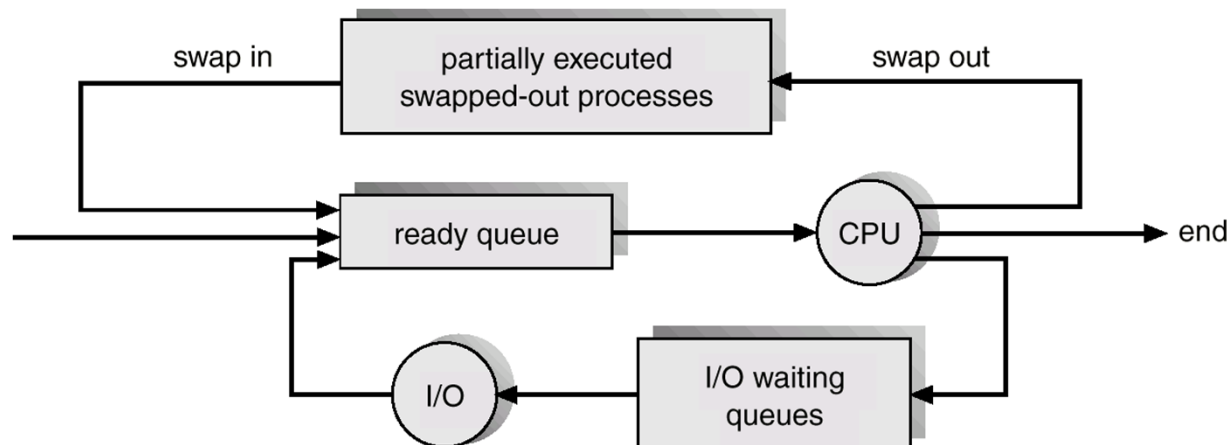 swap in
partially executed
swapped-out processes
swap out
ready queue
CPU
end
I/O
I/O waiting
queues